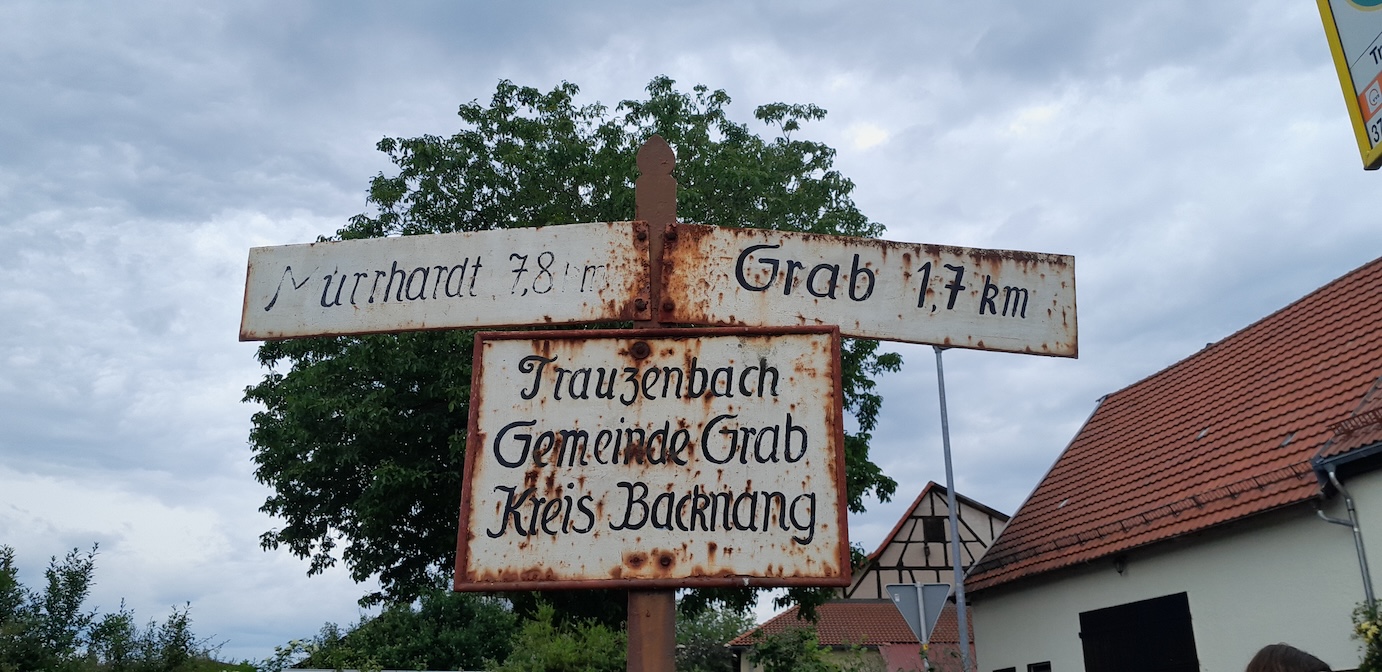 Murrhardt 7,8 km
Grab 1,7 km
Trauzenbach
Gemeinde Grab
Kreis Backnang